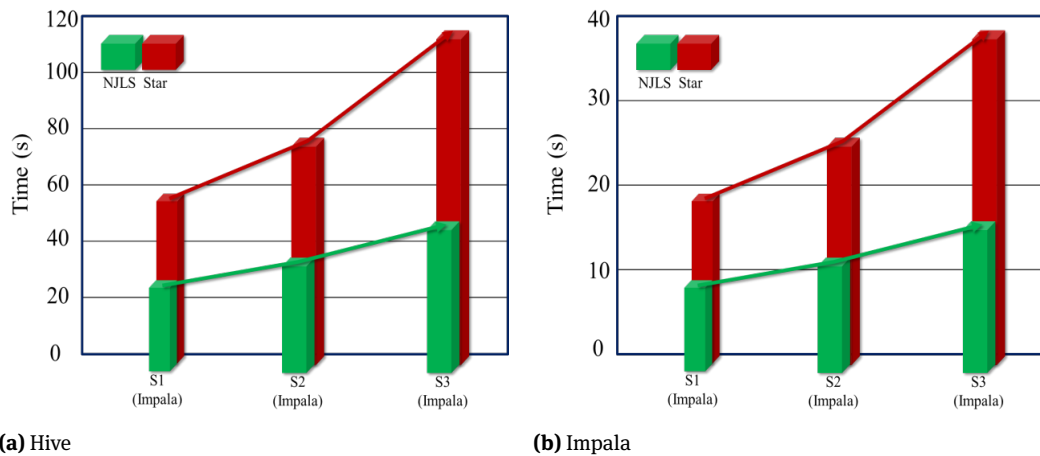 120
100
80
60
40
20
0
Time (s)
NJLS Star
S1
(Impala)
S2
(Impala)
S3
(Impala)
(a) Hive
40
30
20
10
0
Time (s)
NJLS Star
S1
(Impala)
S2
(Impala)
S3
(Impala)
(b) Impala